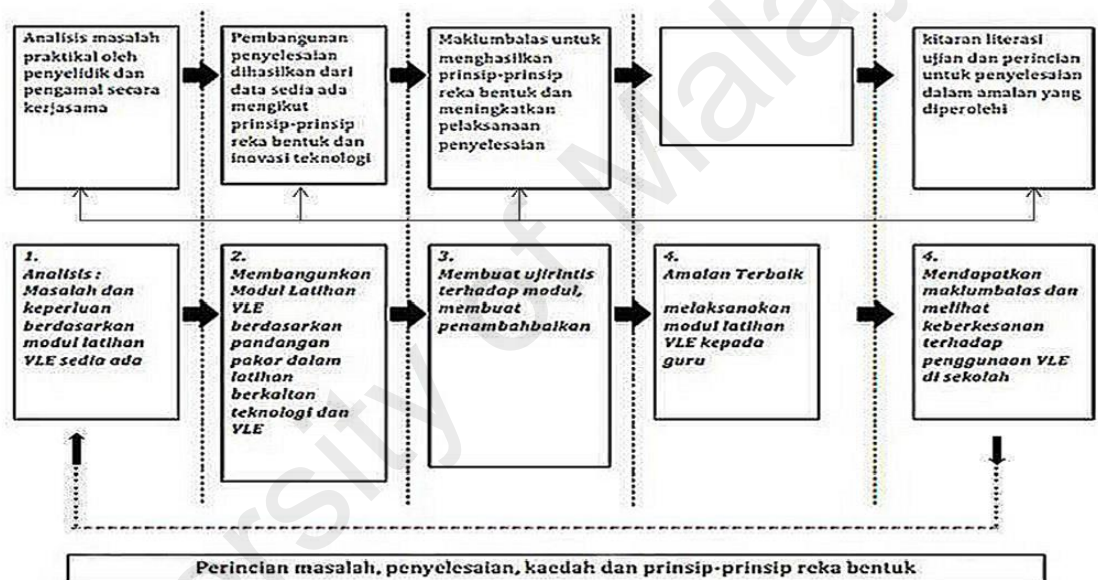 Analisis masalah
praktikal oleh
penyelidik dan
pengamal secara
kerjasama
Pembangunan
penyelesaian
dihasilkan dari
data sedia ada
mengikut
prinsip-prinsip
reka bentuk dan
inovasi teknologi
Maklumbalas untuk
menghasilkan
prinsip-prinsip
reka bentuk dan
meningkatkan
pelaksanaan
penyelesaian
kitaran literasi
ujian dan perincian
untuk penyelesaian
dalam amalan yang
diperolehi
1.
Analisis :
Masalah dan
keperluan
berdasarkan
modul latihan
VLE sedia ada
2.
Membangunkan
Modul Latihan
VLE
berdasarkan
pandangan
pakar dalam
latihan
berkaitan
teknologi dan
VLE
3.
Membuat ujirintis
terhadap modul,
membuat
penambahbaikan
4.
Amalan Terbaik
melaksanakan
modul latihan
VLE kepada
guru
4.
Mendapatkan
maklumbalas dan
melihat
keberkesanan
terhadap
penggunaan VLE
di sekolah
Perincian masalah, penyelesaian, kaedah dan prinsip-prinsip reka bentuk
University of Malay